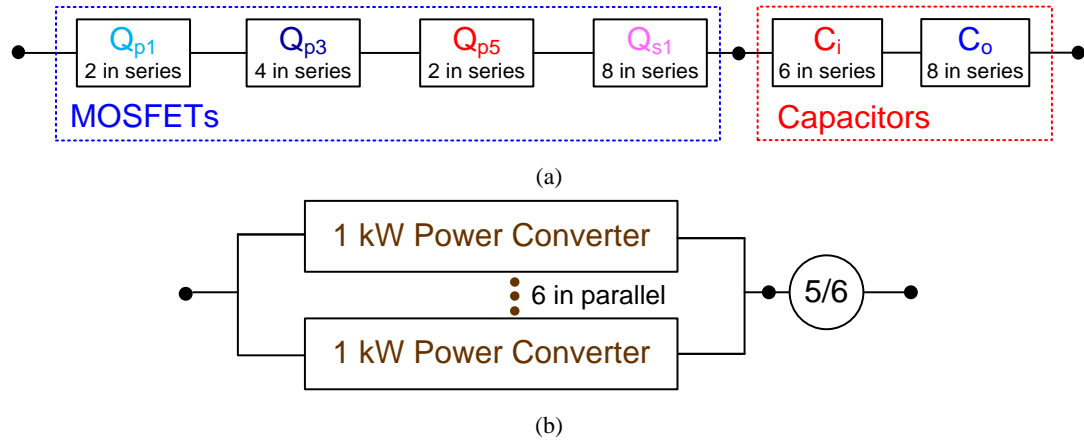 Qp1 Qp3 Qp5 Qs1 Ci Co
2 in series 4 in series 2 in series 8 in series 6 in series 8 in series
MOSFETs Capacitors
(a)
1 kW Power Converter
6 in parallel 5/6
1 kW Power Converter
(b)